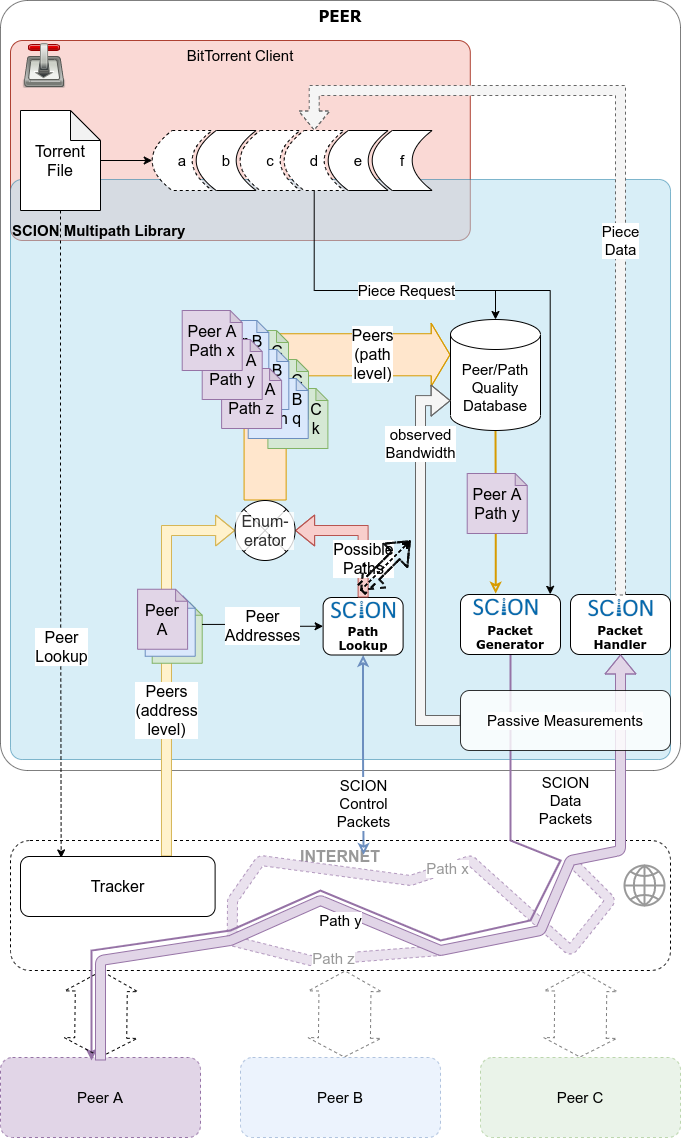 PEER
BitTorrent Client
Torrent
File
a
b
c
d
e
f
SCION Multipath Library
Piece
Data
Piece Request
Peer A
Path x
B
C
A
Path y
B
C
A
Path z
B
n q
C
k
Peers
(path
level)
Peer/Path
Quality
Database
observed
Bandwidth
Peer A
Path y
Enum-
erator
Possible
Paths
Peer
A
Peer
Addresses
SCION
Path
Lookup
SCION
Packet
Generator
SCION
Packet
Handler
Peer
Lookup
Peers
(address
level)
Passive Measurements
SCION
Control
Packets
SCION
Data
Packets
INTERNET
Tracker
Path x
Path y
Path z
Peer A
Peer B
Peer C